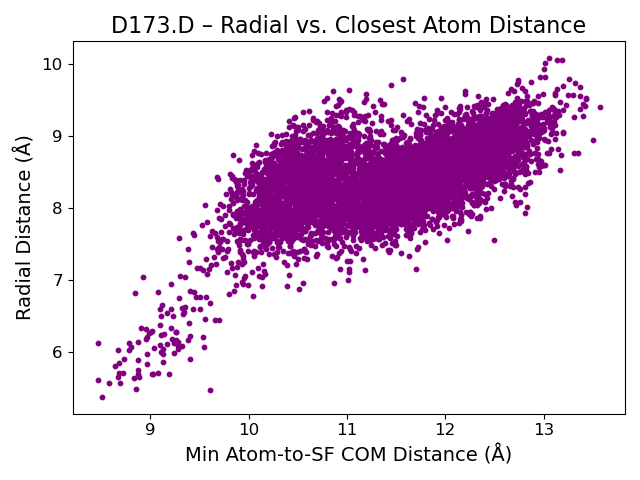 D173.D – Radial vs. Closest Atom Distance
Radial Distance (Å)
10
9
8
7
6
9 10 11 12 13
Min Atom-to-SF COM Distance (Å)